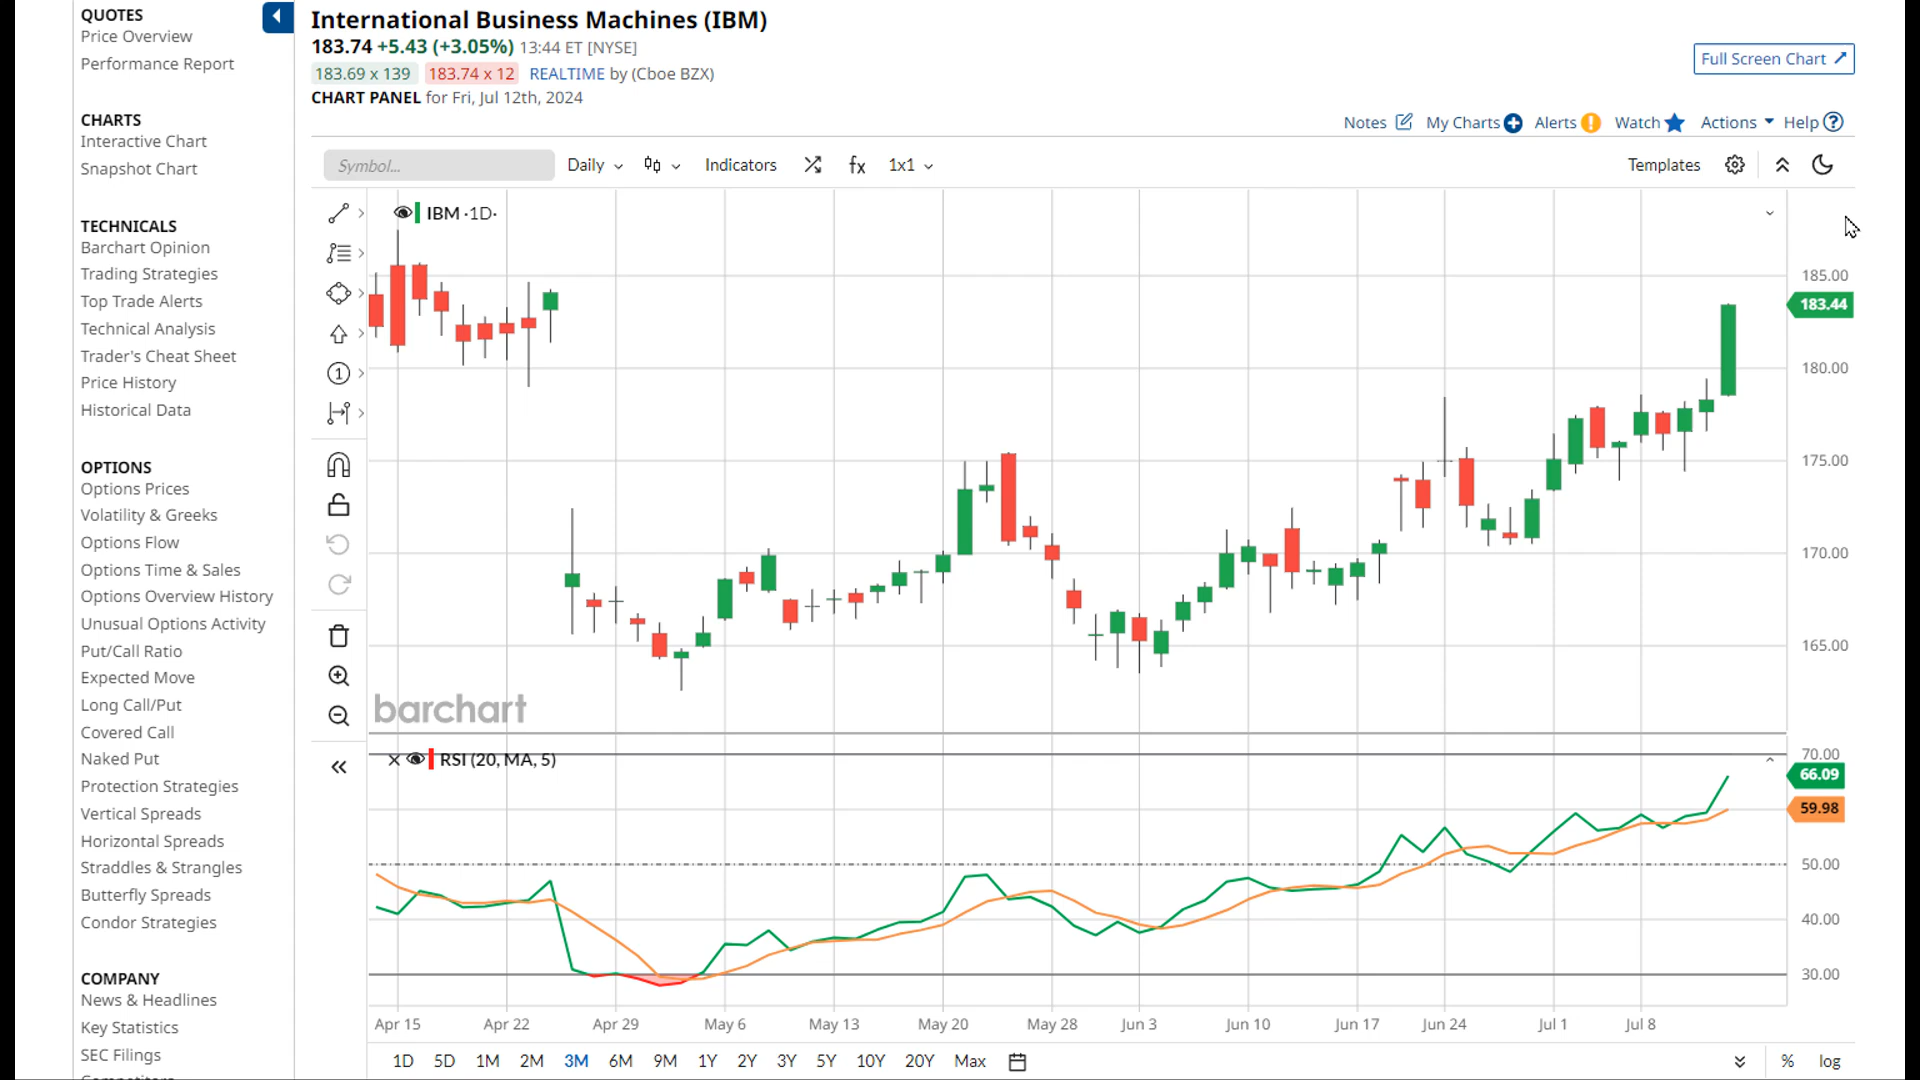 QUOTES
Price Overview
Performance Report
CHARTS
Interactive Chart
Snapshot Chart
TECHNICALS
Barchart Opinion
Trading Strategies
Top Trade Alerts
Technical Analysis
Trader's Cheat Sheet
Price History
Historical Data
OPTIONS
Options Prices
Volatility & Greeks
Options Flow
Options Time & Sales
Options Overview History
Unusual Options Activity
Put/Call Ratio
Expected Move
Long Call/Put
Covered Call
Naked Put
Protection Strategies
Vertical Spreads
Horizontal Spreads
Straddles & Strangles
Butterfly Spreads
Condor Strategies
COMPANY
News & Headlines
Key Statistics
SEC Filings
International Business Machines (IBM)
183.74 +5.43 (+3.05%) 13:44 ET [NYSE]
183.69 x 139 183.74 x 12 REALTIME by (Cboe BZX)
CHART PANEL for Fri, Jul 12th, 2024
Full Screen Chart
Notes My Charts Alerts Watch Actions Help
Symbol... Daily Indicators fx 1x1 Templates
IBM ·1D·
185.00
183.44
180.00
175.00
170.00
165.00
barchart
RSI (20, MA, 5)
70.00
66.09
59.98
50.00
40.00
30.00
Apr 15 Apr 22 Apr 29 May 6 May 13 May 20 May 28 Jun 3 Jun 10 Jun 17 Jun 24 Jul 1 Jul 8
1D 5D 1M 2M 3M 6M 9M 1Y 2Y 3Y 5Y 10Y 20Y Max % log